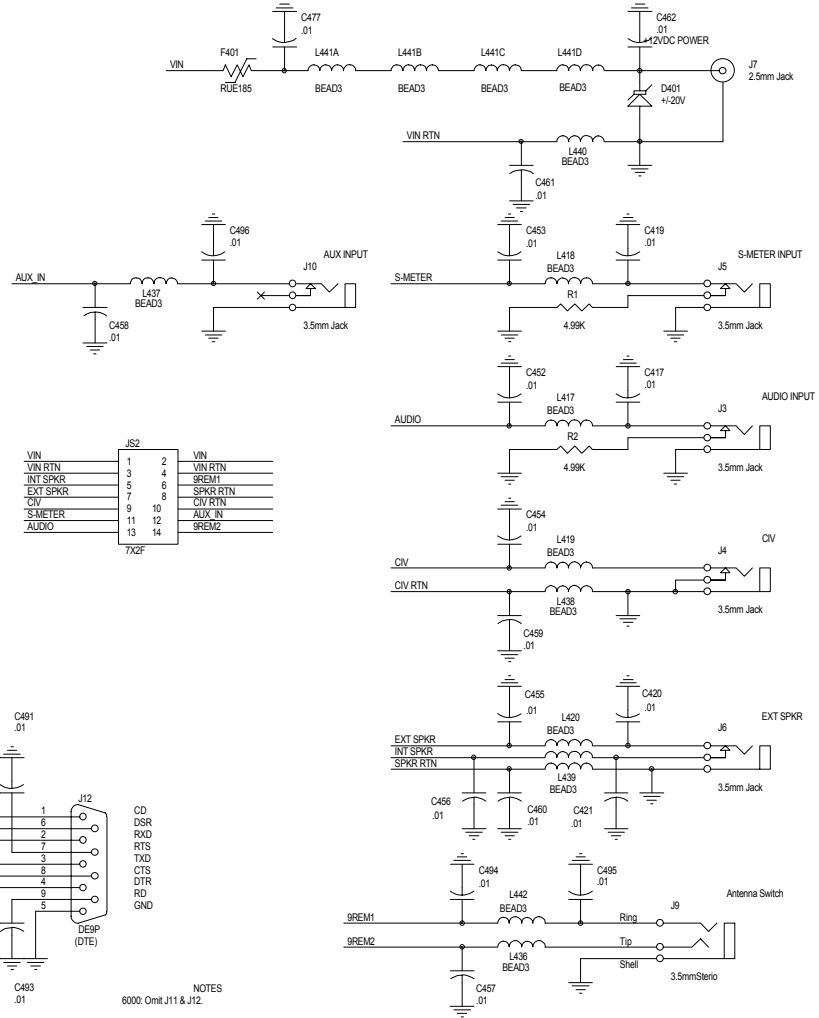 C477
.01
C462
.01
+12VDC POWER
F401
L441A
L441B
L441C
L441D
J7
2.5mm Jack
VIN
RUE185
BEAD3
BEAD3
BEAD3
BEAD3
D401
+/-20V
VIN RTN
L440
BEAD3
C461
.01
C496
.01
AUX INPUT
J10
AUX_IN
L437
BEAD3
C458
.01
3.5mm Jack
C453
.01
C419
.01
S-METER INPUT
L418
BEAD3
J5
S-METER
R1
4.99K
3.5mm Jack
C452
.01
C417
.01
AUDIO INPUT
L417
BEAD3
J3
AUDIO
R2
4.99K
3.5mm Jack
JS2
VIN 1 2 VIN
VIN RTN 3 4 VIN RTN
INT SPKR 5 6 9REM1
EXT SPKR 7 8 SPKR RTN
CIV 9 10 CIV RTN
S-METER 11 12 AUX_IN
AUDIO 13 14 9REM2
7X2F
C454
.01
CIV
L419
BEAD3
J4
CIV
CIV RTN
L438
BEAD3
3.5mm Jack
C459
.01
C455
.01
C420
.01
EXT SPKR
L420
BEAD3
J6
EXT SPKR
INT SPKR
SPKR RTN
L439
BEAD3
3.5mm Jack
C456
.01
C460
.01
C421
.01
C491
.01
J12
1 CD
6 DSR
2 RXD
7 RTS
3 TXD
8 CTS
4 DTR
9 RD
5 GND
DE9P
(DTE)
C493
.01
NOTES
6000: Omit J11 & J12.
C494
.01
C495
.01
Antenna Switch
L442
BEAD3
J9
9REM1
Ring
9REM2
Tip
L436
BEAD3
Shell
3.5mmSterio
C457
.01